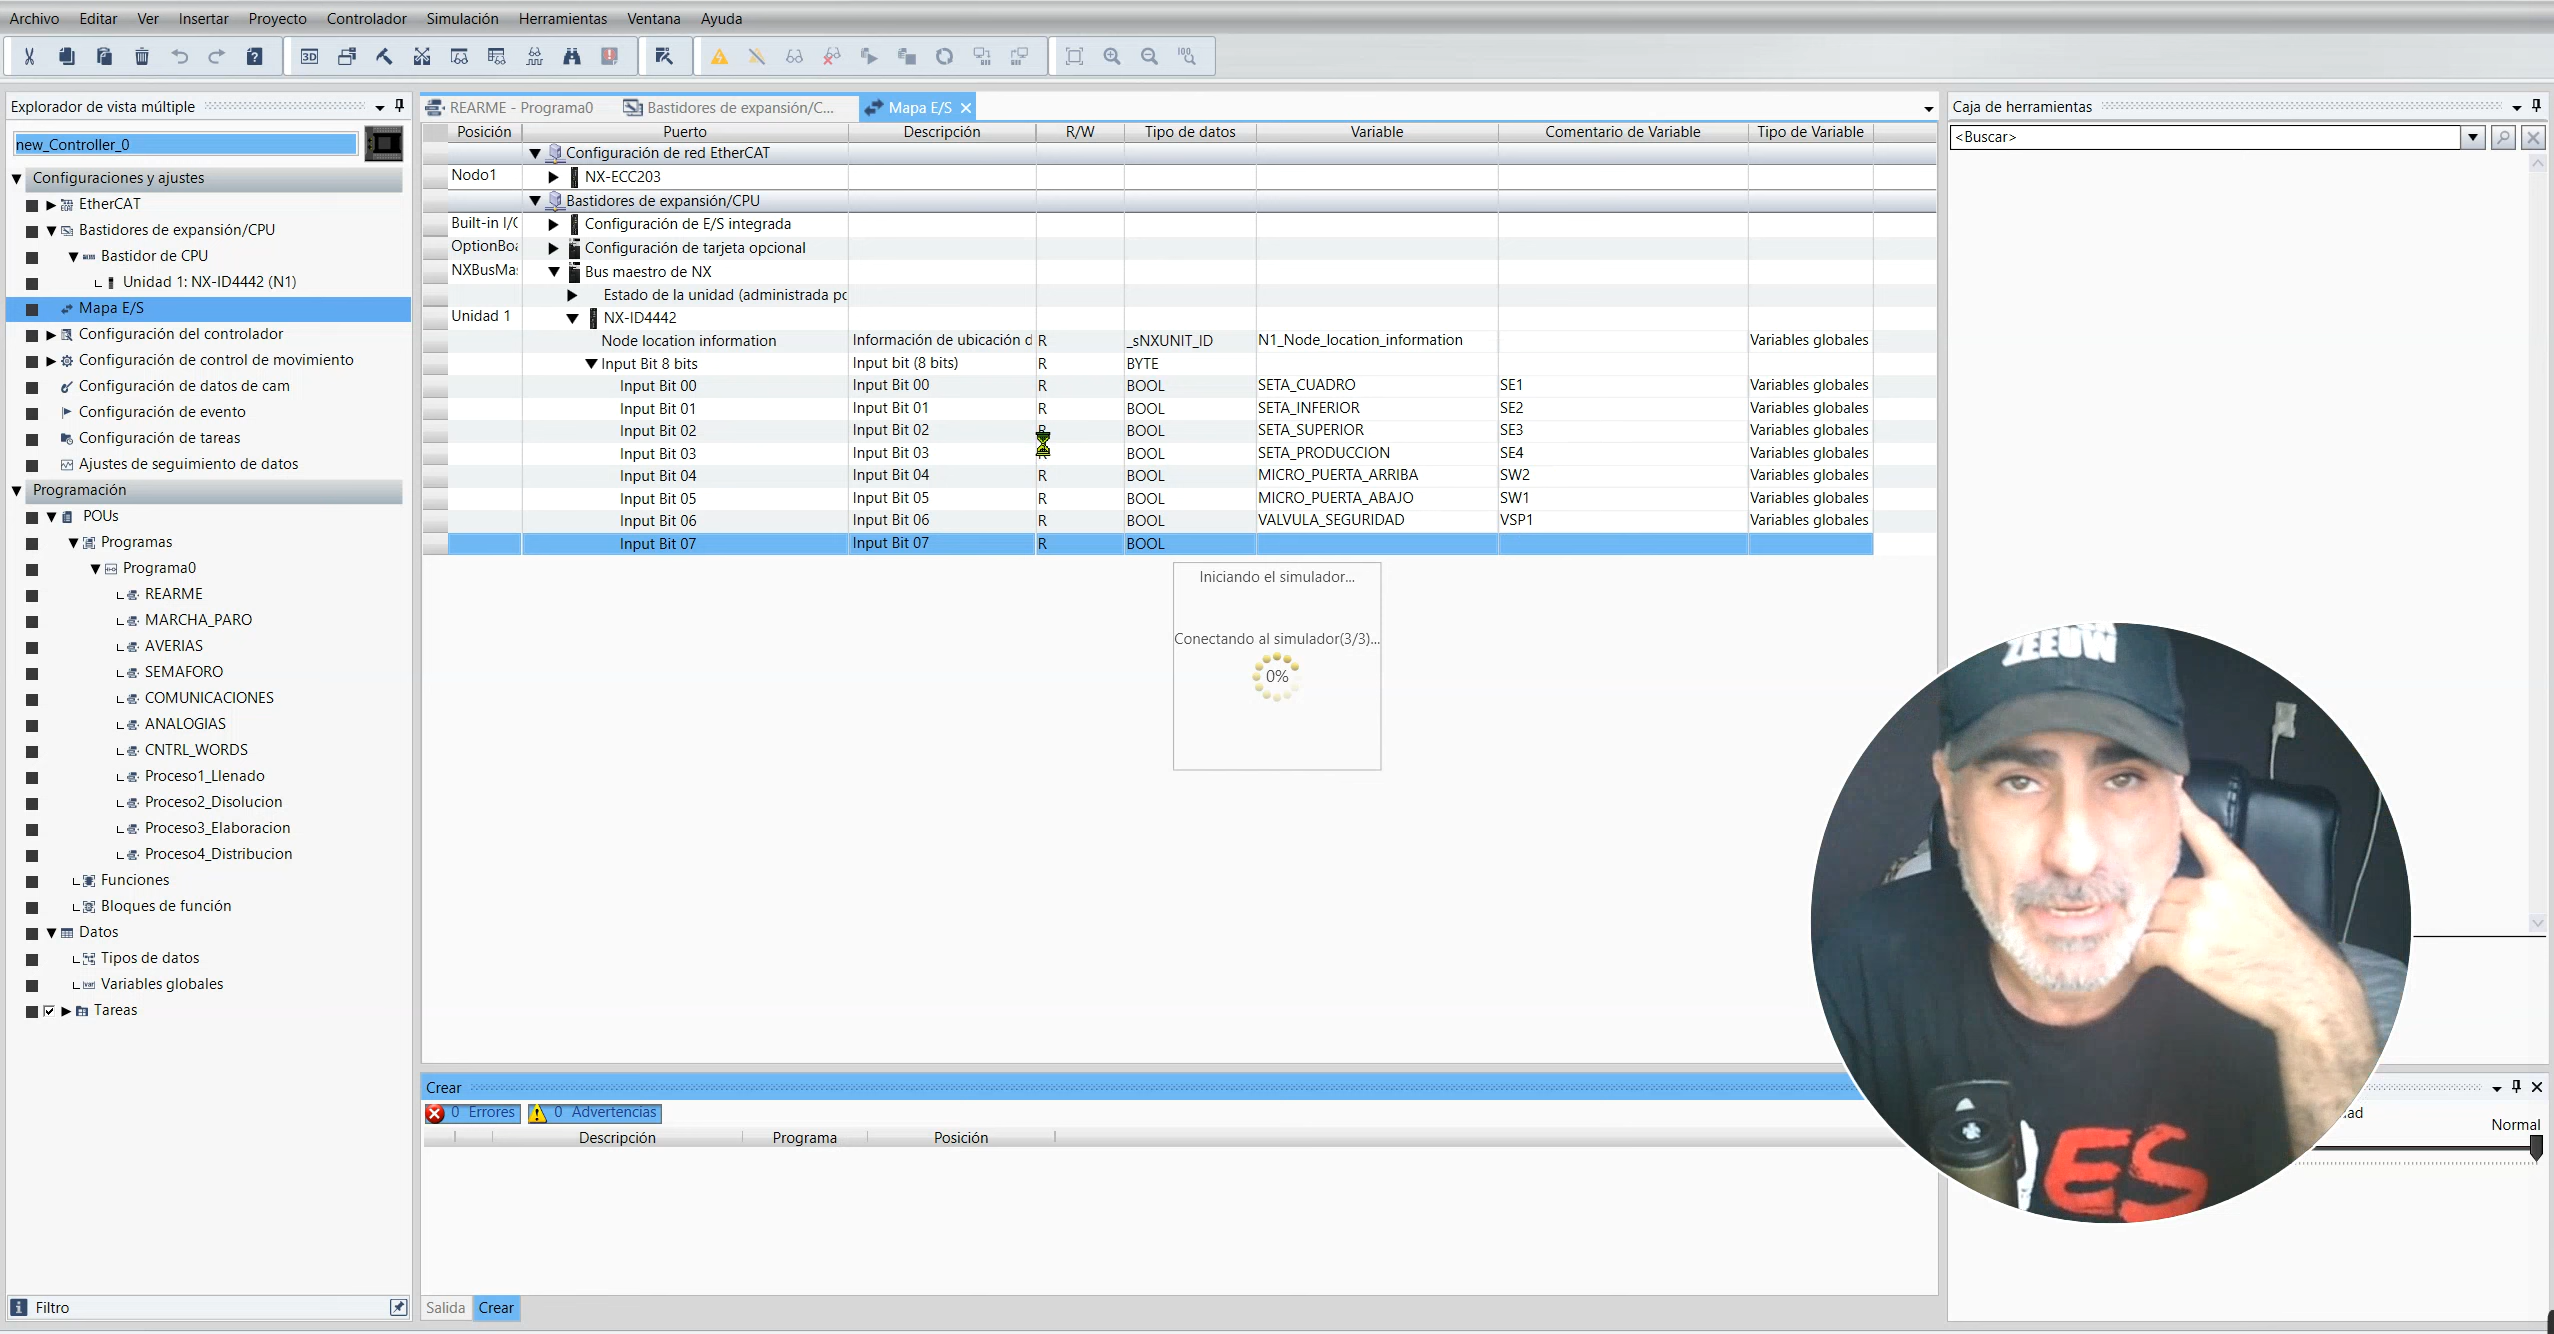 Archivo Editar Ver Insertar Proyecto Controlador Simulación Herramientas Ventana Ayuda
Explorador de vista múltiple
new_Controller_0
Configuraciones y ajustes
EtherCAT
Bastidores de expansión/CPU
Bastidor de CPU
Unidad 1: NX-ID4442 (N1)
Mapa E/S
Configuración del controlador
Configuración de control de movimiento
Configuración de datos de cam
Configuración de evento
Configuración de tareas
Ajustes de seguimiento de datos
Programación
POUs
Programas
Programa0
REARME
MARCHA_PARO
AVERIAS
SEMAFORO
COMUNICACIONES
ANALOGIAS
CNTRL_WORDS
Proceso1_Llenado
Proceso2_Disolucion
Proceso3_Elaboracion
Proceso4_Distribucion
Funciones
Bloques de función
Datos
Tipos de datos
Variables globales
Tareas
Filtro
REARME - Programa0 Bastidores de expansión/C... Mapa E/S
Posición Puerto Descripción R/W Tipo de datos Variable Comentario de Variable Tipo de Variable
Configuración de red EtherCAT
Nodo1 NX-ECC203
Bastidores de expansión/CPU
Built-in I/ Configuración de E/S integrada
OptionBo Configuración de tarjeta opcional
NXBusMa Bus maestro de NX
Estado de la unidad (administrada po
Unidad 1 NX-ID4442
Node location information Información de ubicación d R _sNXUNIT_ID N1_Node_location_information Variables globales
Input Bit 8 bits Input bit (8 bits) R BYTE
Input Bit 00 Input Bit 00 R BOOL SETA_CUADRO SE1 Variables globales
Input Bit 01 Input Bit 01 R BOOL SETA_INFERIOR SE2 Variables globales
Input Bit 02 Input Bit 02 R BOOL SETA_SUPERIOR SE3 Variables globales
Input Bit 03 Input Bit 03 BOOL SETA_PRODUCCION SE4 Variables globales
Input Bit 04 Input Bit 04 R BOOL MICRO_PUERTA_ARRIBA SW2 Variables globales
Input Bit 05 Input Bit 05 R BOOL MICRO_PUERTA_ABAJO SW1 Variables globales
Input Bit 06 Input Bit 06 R BOOL VALVULA_SEGURIDAD VSP1 Variables globales
Input Bit 07 Input Bit 07 R BOOL
Iniciando el simulador...
Conectando al simulador(3/3)...
0%
Crear
0 Errores 0 Advertencias
Descripción Programa Posición
Salida Crear
Caja de herramientas
<Buscar>
ZEEUW
ES
ad
Normal